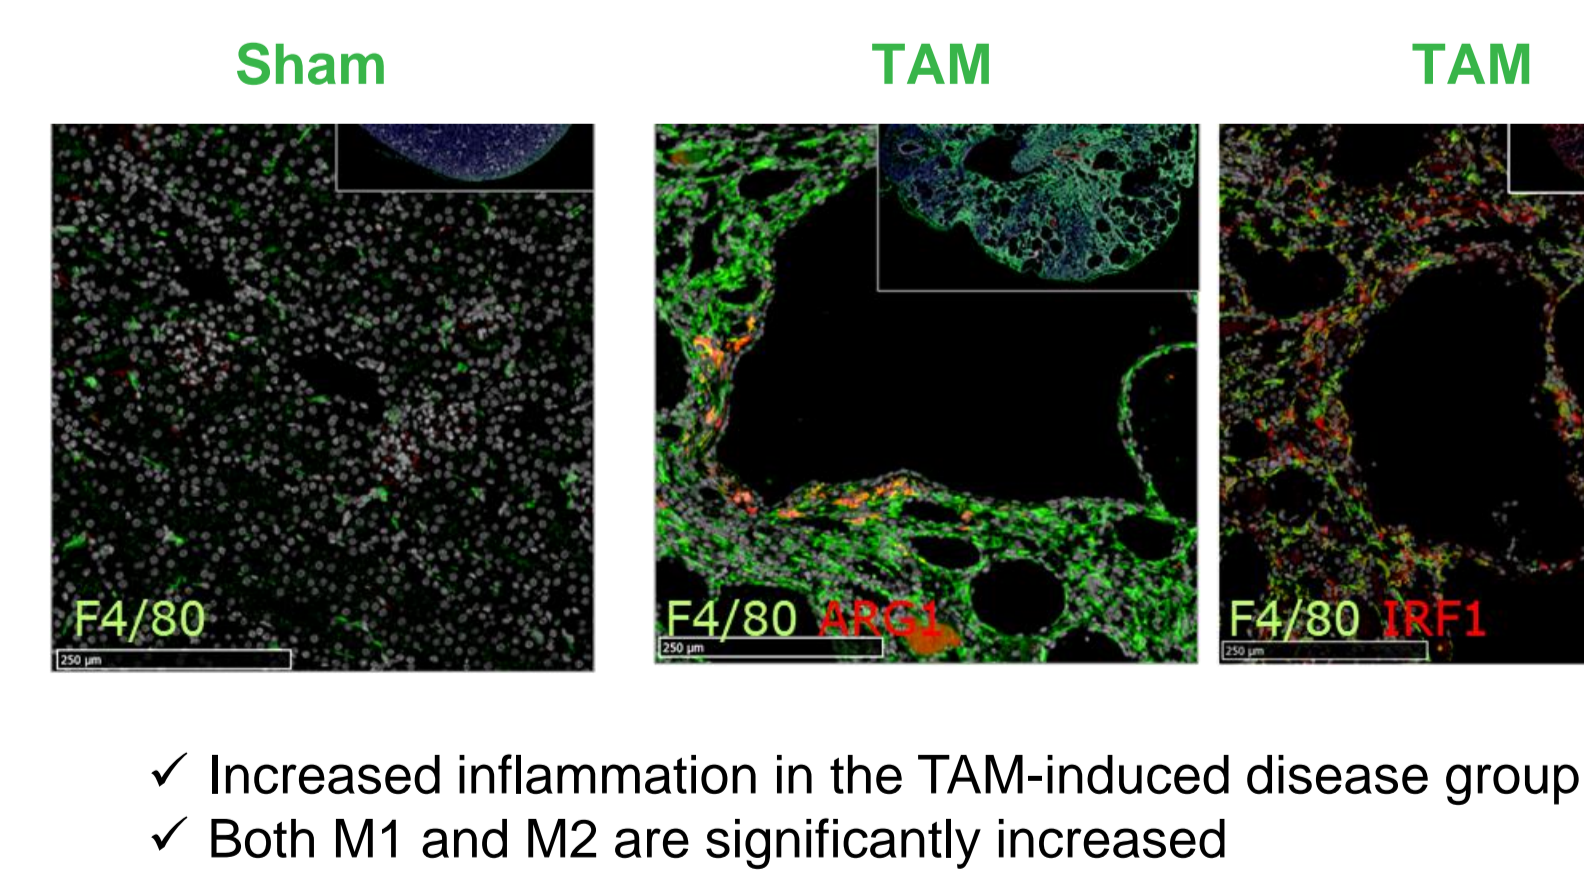 Sham TAM TAM
F4/80
250 µm
F4/80 ARG1
250 µm
F4/80 IRF1
250 µm
✓ Increased inflammation in the TAM-induced disease group
✓ Both M1 and M2 are significantly increased